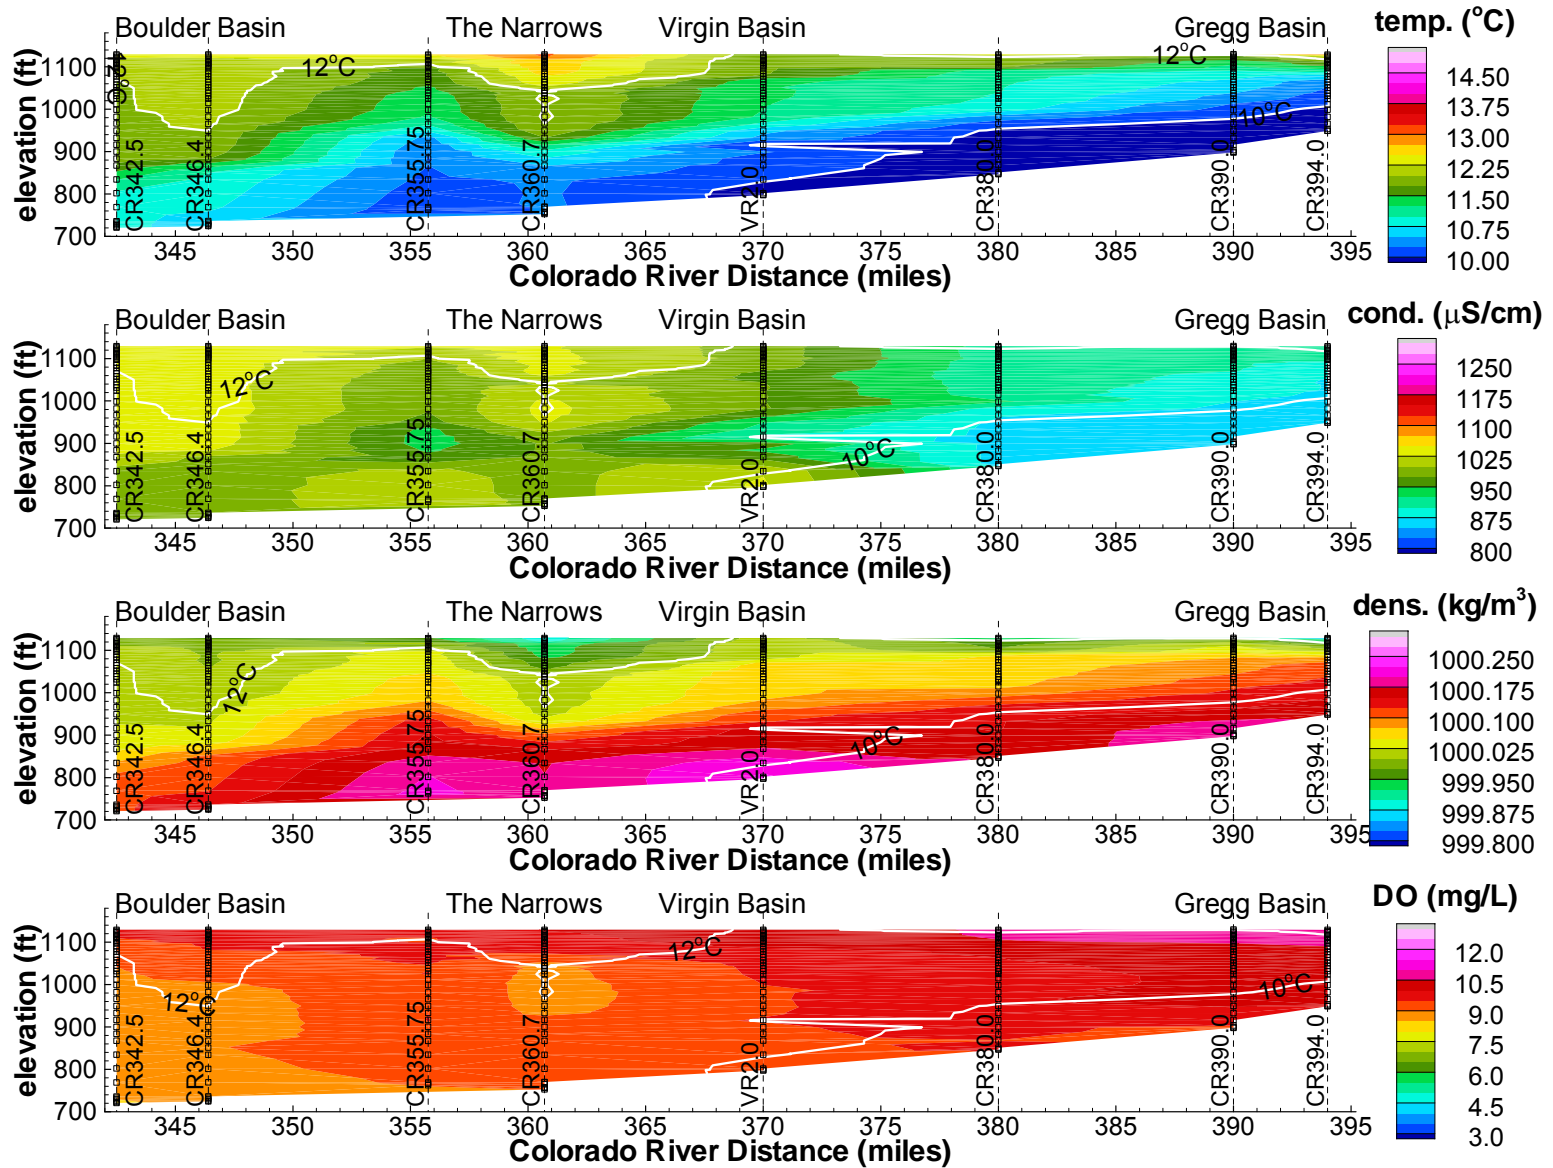 Boulder Basin The Narrows Virgin Basin Gregg Basin temp. (°C)
elevation (ft)
1100
1000
900
800
700
12°C 12°C 12°C 10°C
CR342.5 CR346.4 CR355.75 CR360.7 VR2.0 CR380.0 CR390.0 CR394.0
345 350 355 360 365 370 375 380 385 390 395
Colorado River Distance (miles)
14.50
13.75
13.00
12.25
11.50
10.75
10.00
Boulder Basin The Narrows Virgin Basin Gregg Basin cond. (μS/cm)
elevation (ft)
1100
1000
900
800
700
12°C 10°C
CR342.5 CR346.4 CR355.75 CR360.7 VR2.0 CR380.0 CR390.0 CR394.0
345 350 355 360 365 370 375 380 385 390 395
Colorado River Distance (miles)
1250
1175
1100
1025
950
875
800
Boulder Basin The Narrows Virgin Basin Gregg Basin dens. (kg/m³)
elevation (ft)
1100
1000
900
800
700
12°C 10°C
CR342.5 CR346.4 CR355.75 CR360.7 VR2.0 CR380.0 CR390.0 CR394.0
345 350 355 360 365 370 375 380 385 390 395
Colorado River Distance (miles)
1000.250
1000.175
1000.100
1000.025
999.950
999.875
999.800
Boulder Basin The Narrows Virgin Basin Gregg Basin DO (mg/L)
elevation (ft)
1100
1000
900
800
700
12°C 12°C 10°C
CR342.5 CR346.4 CR355.75 CR360.7 VR2.0 CR380.0 CR390.0 CR394.0
345 350 355 360 365 370 375 380 385 390 395
Colorado River Distance (miles)
12.0
10.5
9.0
7.5
6.0
4.5
3.0